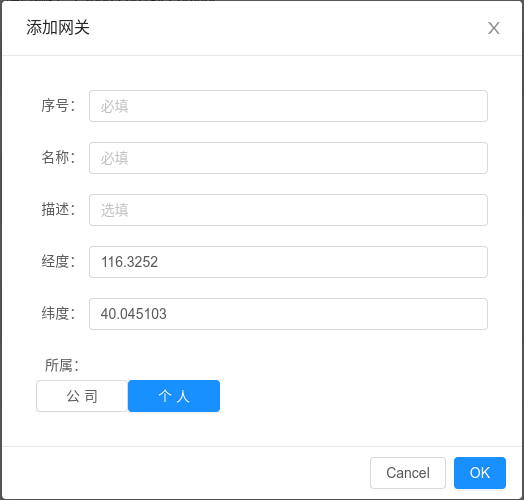 添加网关
序号： 必填
名称： 必填
描述： 选填
经度： 116.3252
纬度： 40.045103
所属：
公 司 个 人
Cancel OK